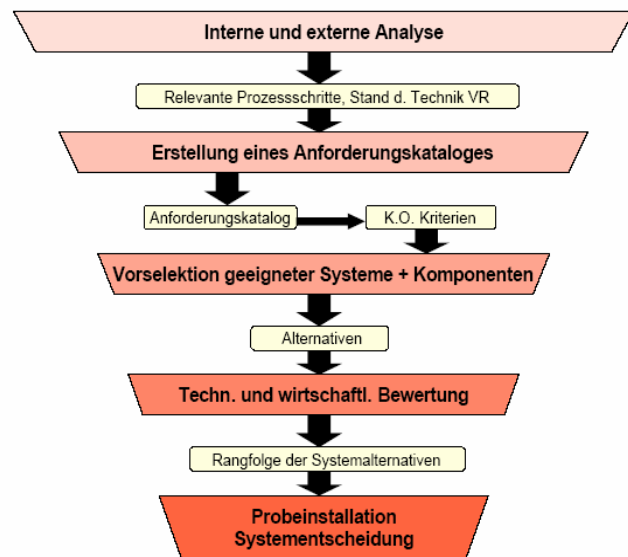 Interne und externe Analyse
Relevante Prozessschritte, Stand d. Technik VR
Erstellung eines Anforderungskataloges
Anforderungskatalog
K.O. Kriterien
Vorselektion geeigneter Systeme + Komponenten
Alternativen
Techn. und wirtschaftl. Bewertung
Rangfolge der Systemalternativen
Probeinstallation
Systementscheidung